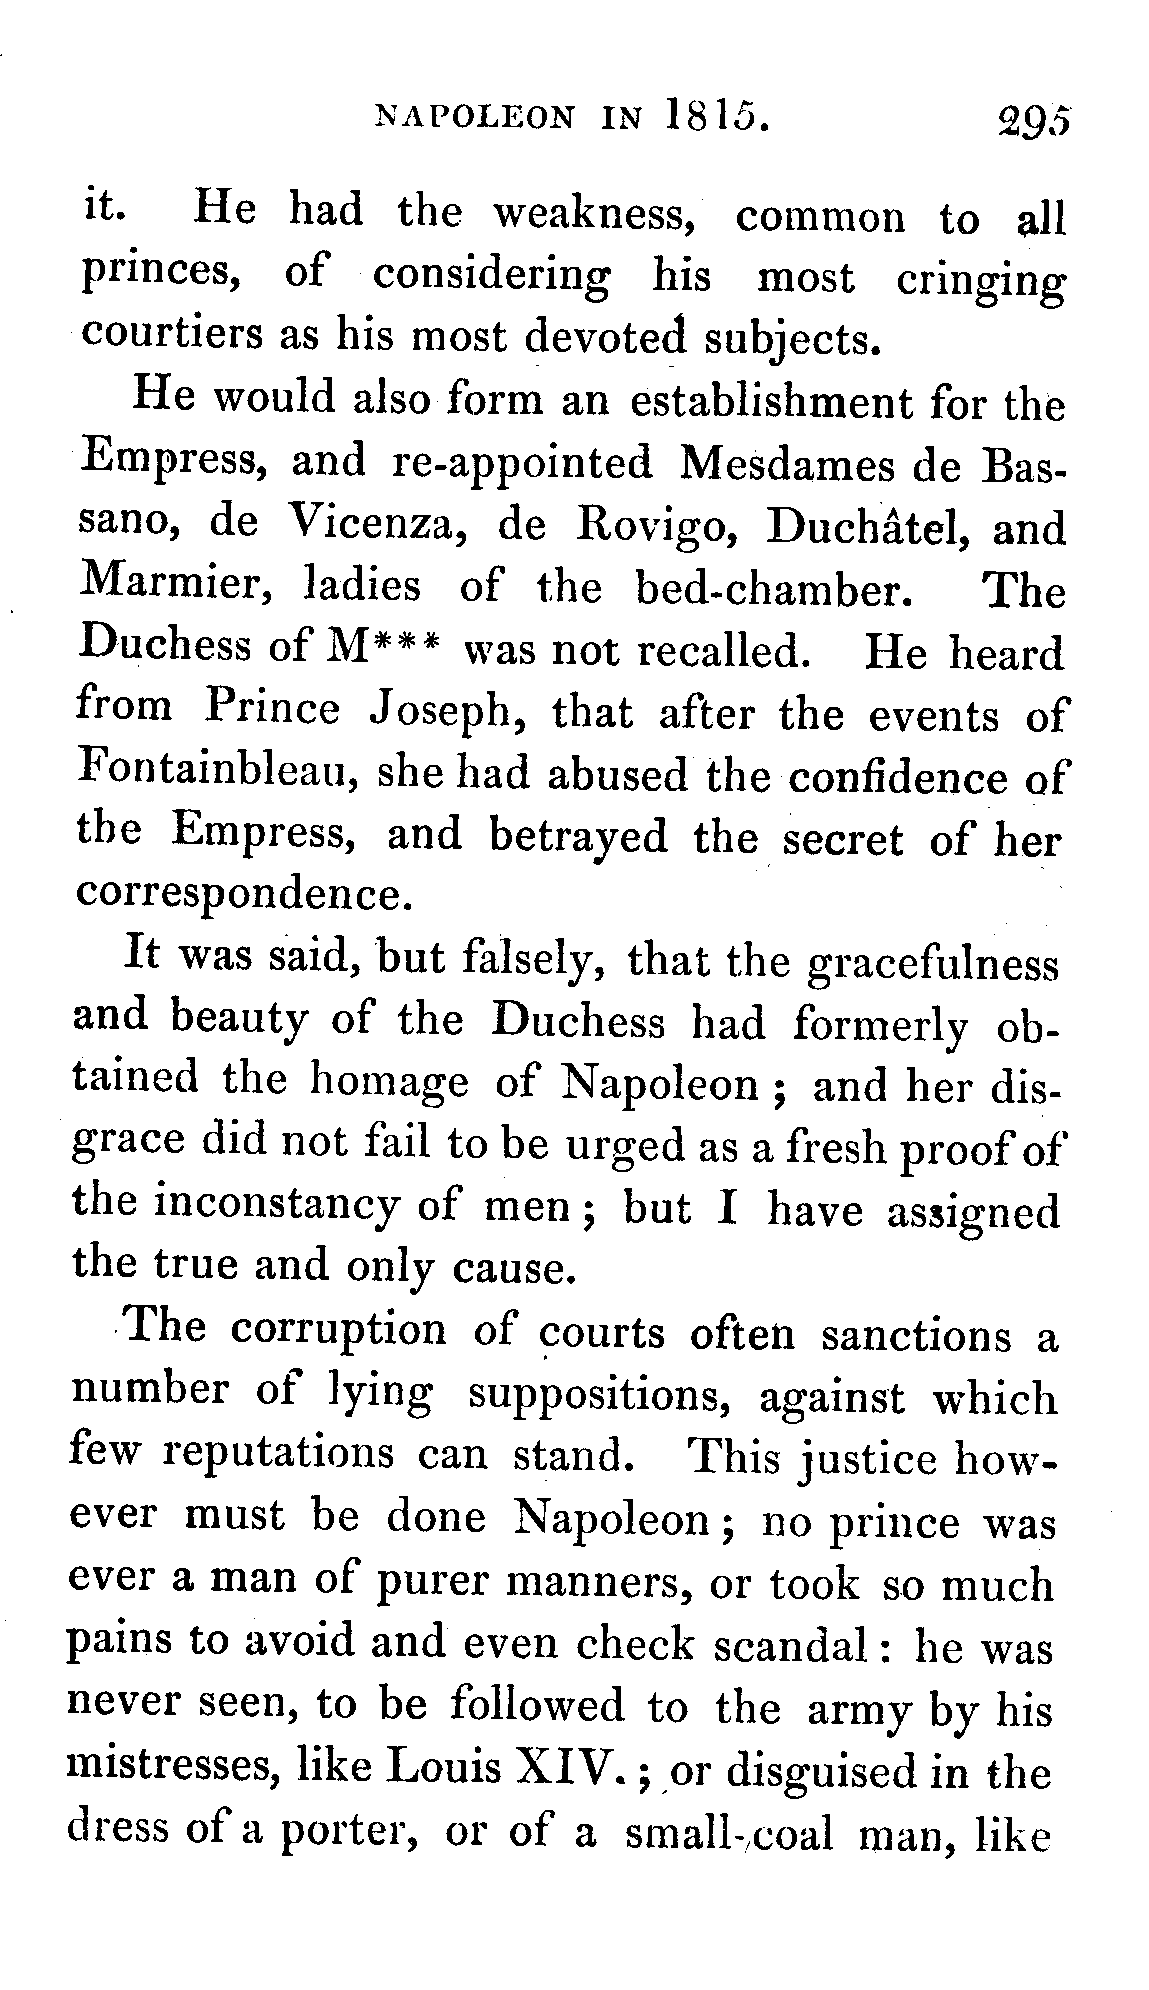 NAPOLEON IN 1815. 295
it. He had the weakness, common to all
princes, of considering his most cringing
courtiers as his most devoted subjects.
He would also form an establishment for the
Empress, and re-appointed Mesdames de Bas-
sano, de Vicenza, de Rovigo, Duchâtel, and
Marmier, ladies of the bed-chamber. The
Duchess of M*** was not recalled. He heard
from Prince Joseph, that after the events of
Fontainbleau, she had abused the confidence of
the Empress, and betrayed the secret of her
correspondence.
It was said, but falsely, that the gracefulness
and beauty of the Duchess had formerly ob-
tained the homage of Napoleon ; and her dis-
grace did not fail to be urged as a fresh proof of
the inconstancy of men ; but I have assigned
the true and only cause.
The corruption of courts often sanctions a
number of lying suppositions, against which
few reputations can stand. This justice how-
ever must be done Napoleon ; no prince was
ever a man of purer manners, or took so much
pains to avoid and even check scandal : he was
never seen, to be followed to the army by his
mistresses, like Louis XIV. ; or disguised in the
dress of a porter, or of a small-coal man, like